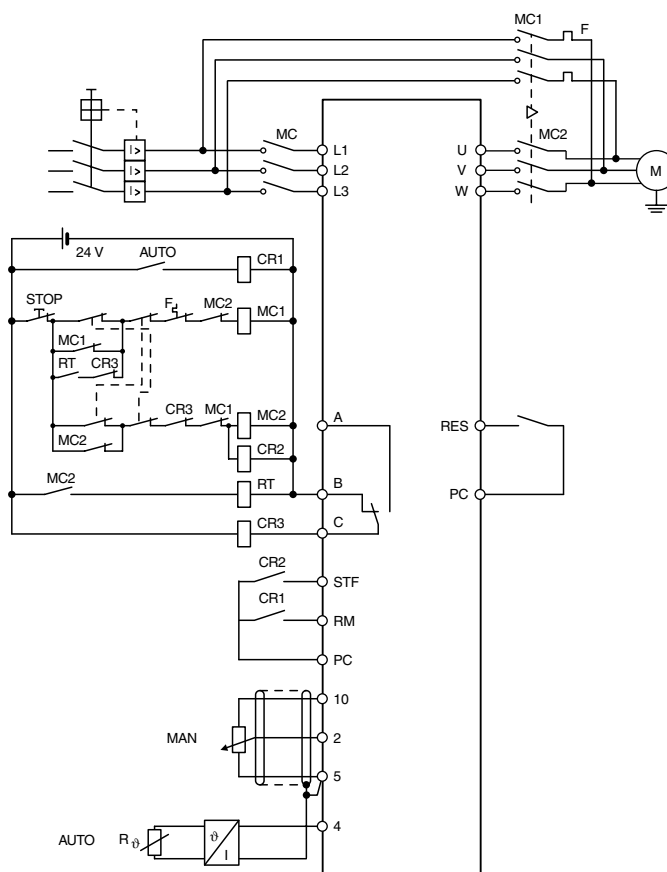 MC1
F
MC
L1
U
MC2
I>
L2
V
M
I>
L3
W
I>
24 V
AUTO
CR1
STOP
F
MC2
MC1
MC1
RT
CR3
CR3
MC1
MC2
A
RES
MC2
CR2
MC2
RT
B
PC
CR3
C
CR2
STF
CR1
RM
PC
10
MAN
2
5
AUTO
R ϑ
ϑ
I
4